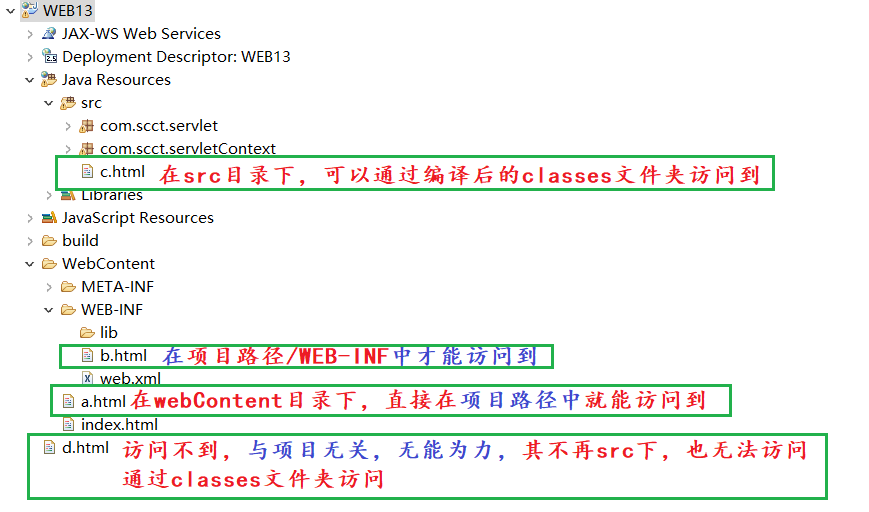 WEB13
JAX-WS Web Services
Deployment Descriptor: WEB13
Java Resources
src
com.scct.servlet
com.scct.servletContext
c.html 在src目录下，可以通过编译后的classes文件夹访问到
Libraries
JavaScript Resources
build
WebContent
META-INF
WEB-INF
lib
b.html 在项目路径/WEB-INF中才能访问到
web.xml
a.html 在webContent目录下，直接在项目路径中就能访问到
index.html
d.html 访问不到，与项目无关，无能为力，其不再src下，也无法访问
通过classes文件夹访问